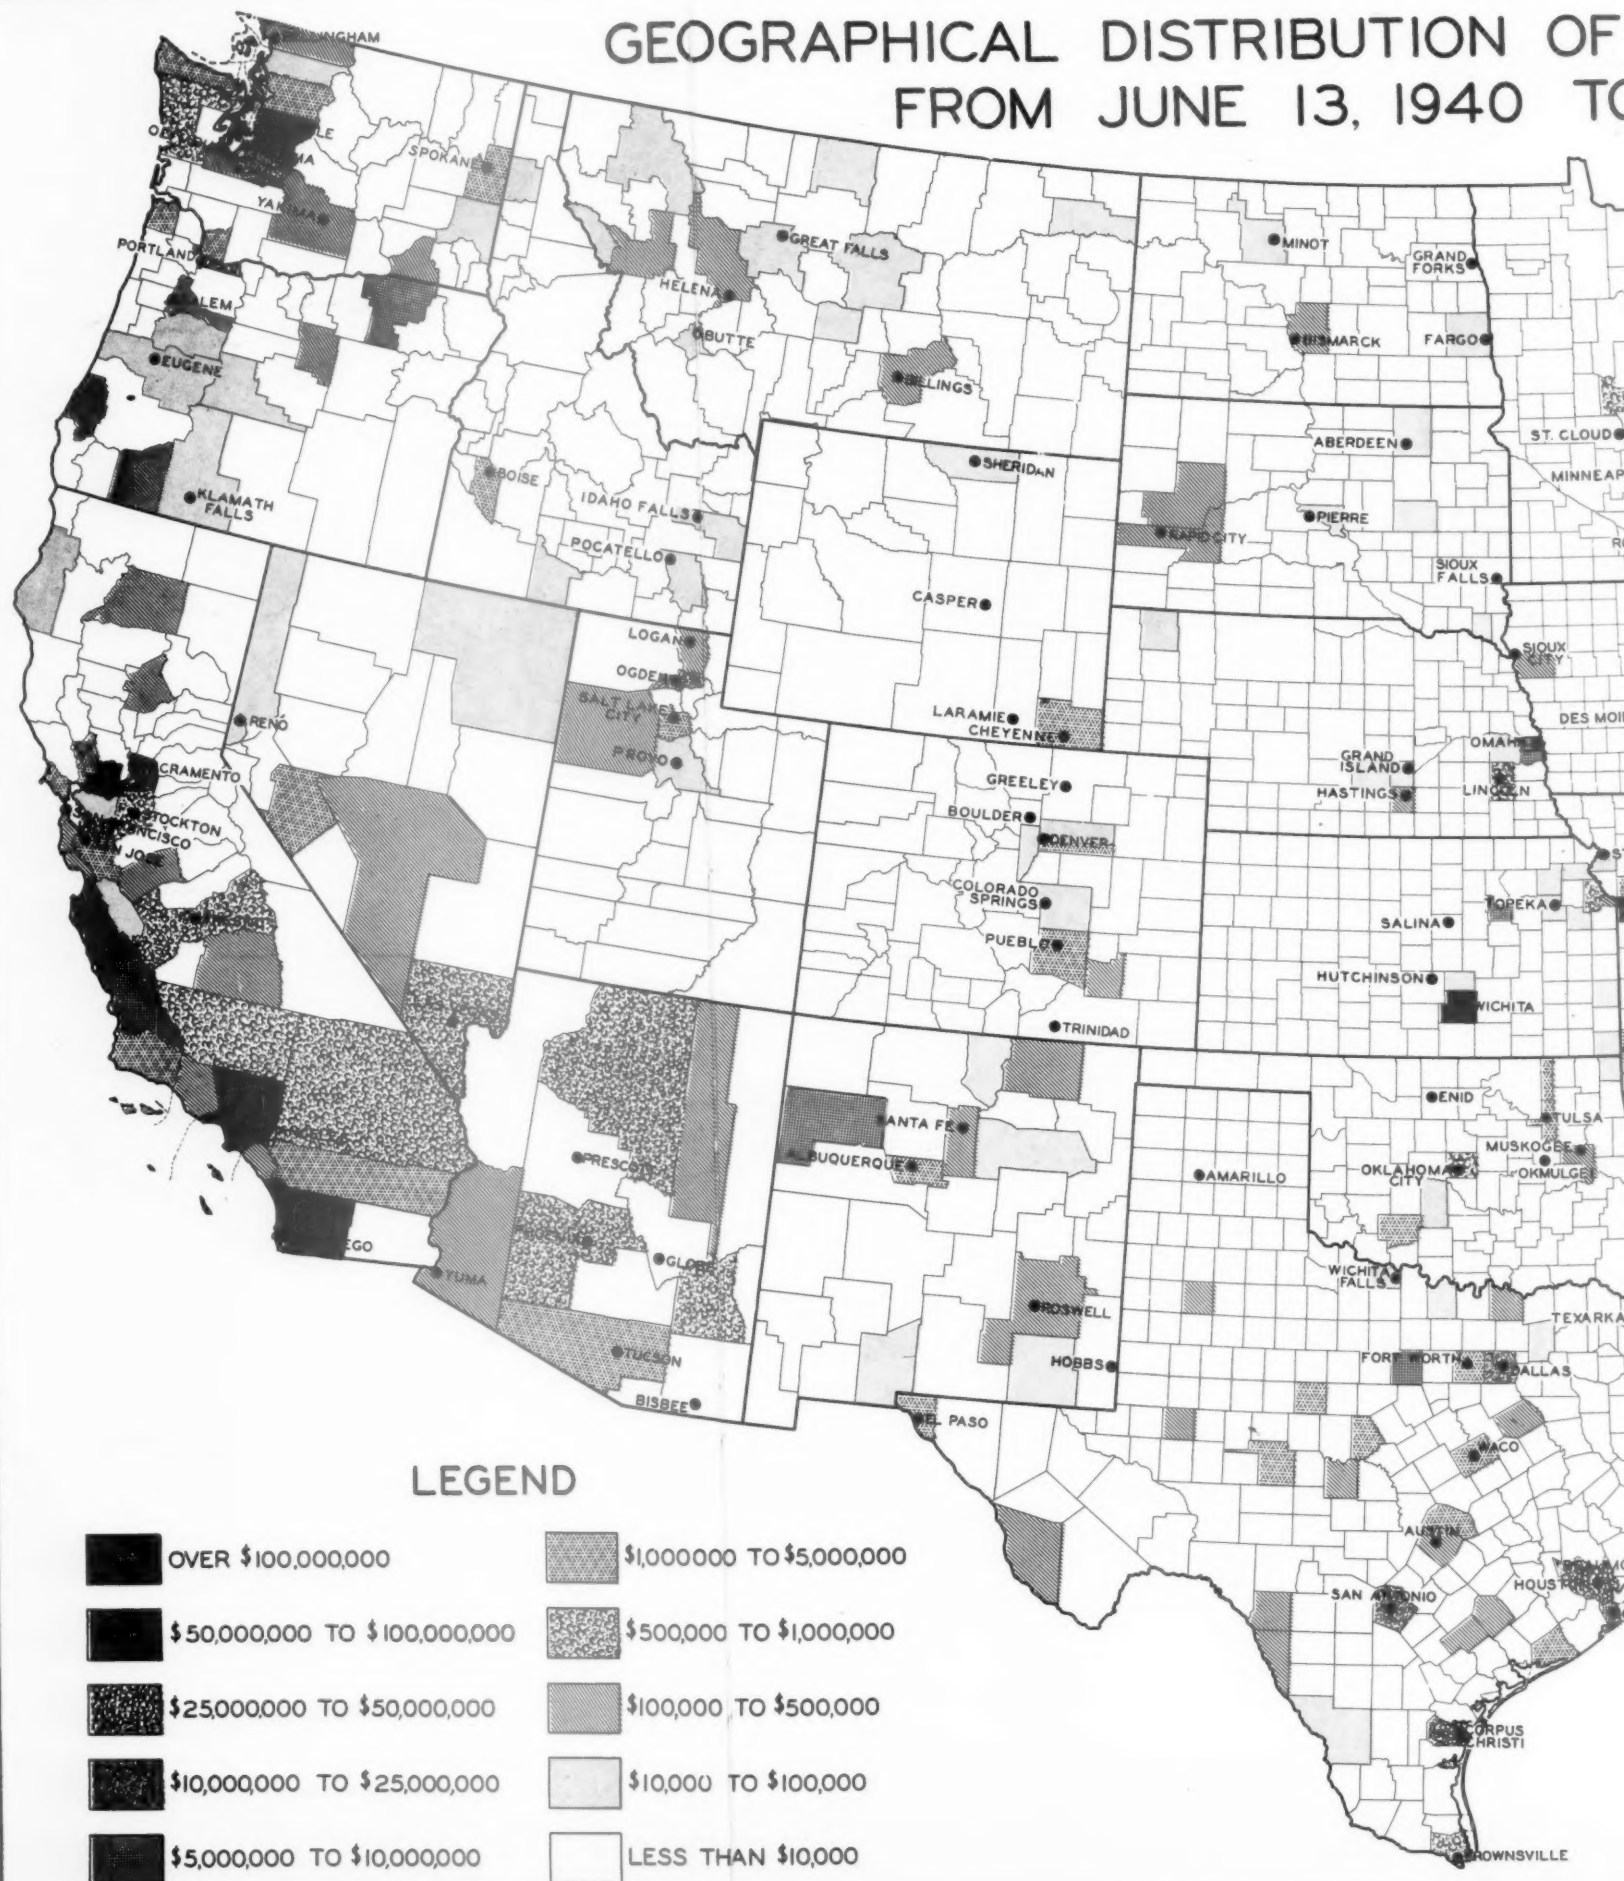 GEOGRAPHICAL DISTRIBUTION OF
FROM JUNE 13, 1940
SPOKANE
YAKIMA
PORTLAND
EUGENE
KLAMATH
FALLS
GREAT FALLS
HELENA
BUTTE
BILLINGS
MINOT
GRAND
FORKS
BISMARCK
FARGO
ABERDEEN
PIERRE
RAPID CITY
SIOUX
FALLS
ST. CLOUD
BOISE
IDAHO FALLS
POCATELLO
SHERIDAN
CASPER
LARAMIE
CHEYENNE
LOGAN
OGDEN
SALT LAKE
CITY
PROVO
RENO
STOCKTON
SAN JOSE
SIOUX
CITY
OMAHA
GRAND
ISLAND
HASTINGS
LINCOLN
GREELEY
BOULDER
DENVER
COLORADO
SPRINGS
PUEBLO
TRINIDAD
TOPEKA
SALINA
HUTCHINSON
WICHITA
ENID
TULSA
MUSKOGEE
OKMULGE
OKLAHOMA
CITY
SANTA FE
ALBUQUERQUE
AMARILLO
PRESCOTT
GLOBE
YUMA
TUCSON
BISBEE
ROSWELL
HOBBS
EL PASO
WICHITA
FALLS
TEXARKA
FORT WORTH
DALLAS
WACO
AUSTIN
SAN ANTONIO
HOUST
CORPUS
CHRISTI
BROWNSVILLE
LEGEND
OVER $100,000,000
$50,000,000 TO $100,000,000
$25,000,000 TO $50,000,000
$10,000,000 TO $25,000,000
$5,000,000 TO $10,000,000
$1,000000 TO $5,000,000
$500,000 TO $1,000,000
$100,000 TO $500,000
$10,000 TO $100,000
LESS THAN $10,000